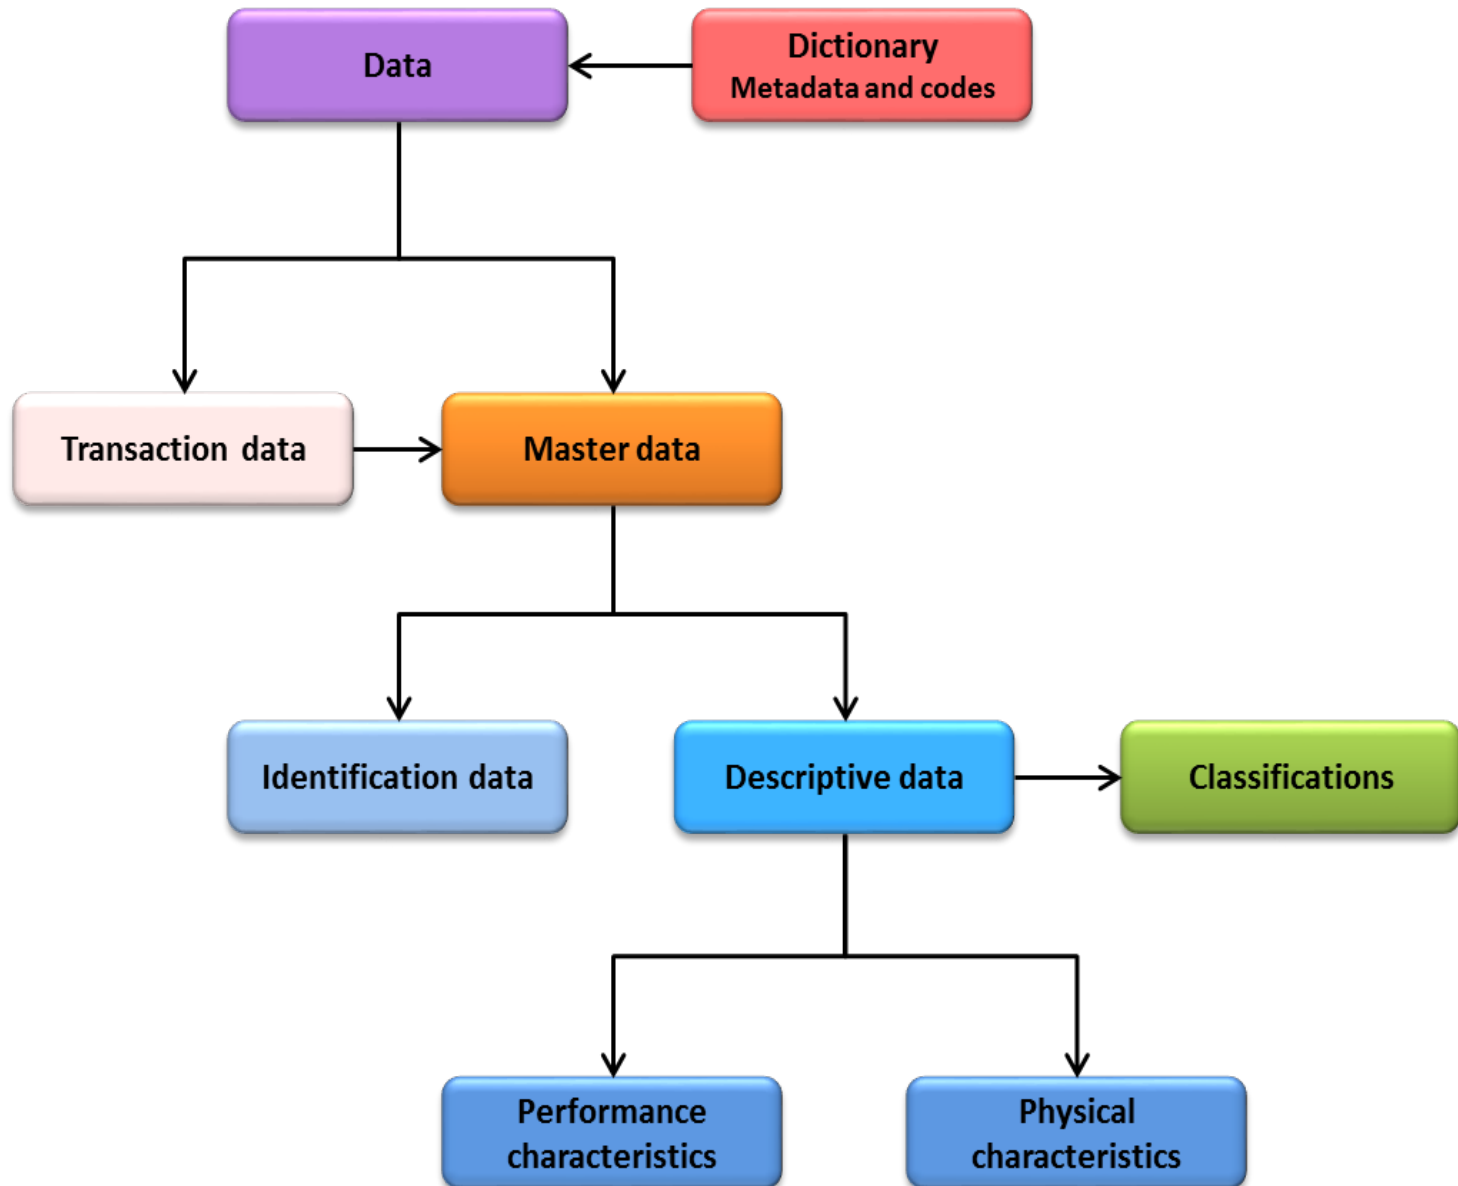 Data
Dictionary
Metadata and codes
Transaction data
Master data
Identification data
Descriptive data
Classifications
Performance
characteristics
Physical
characteristics